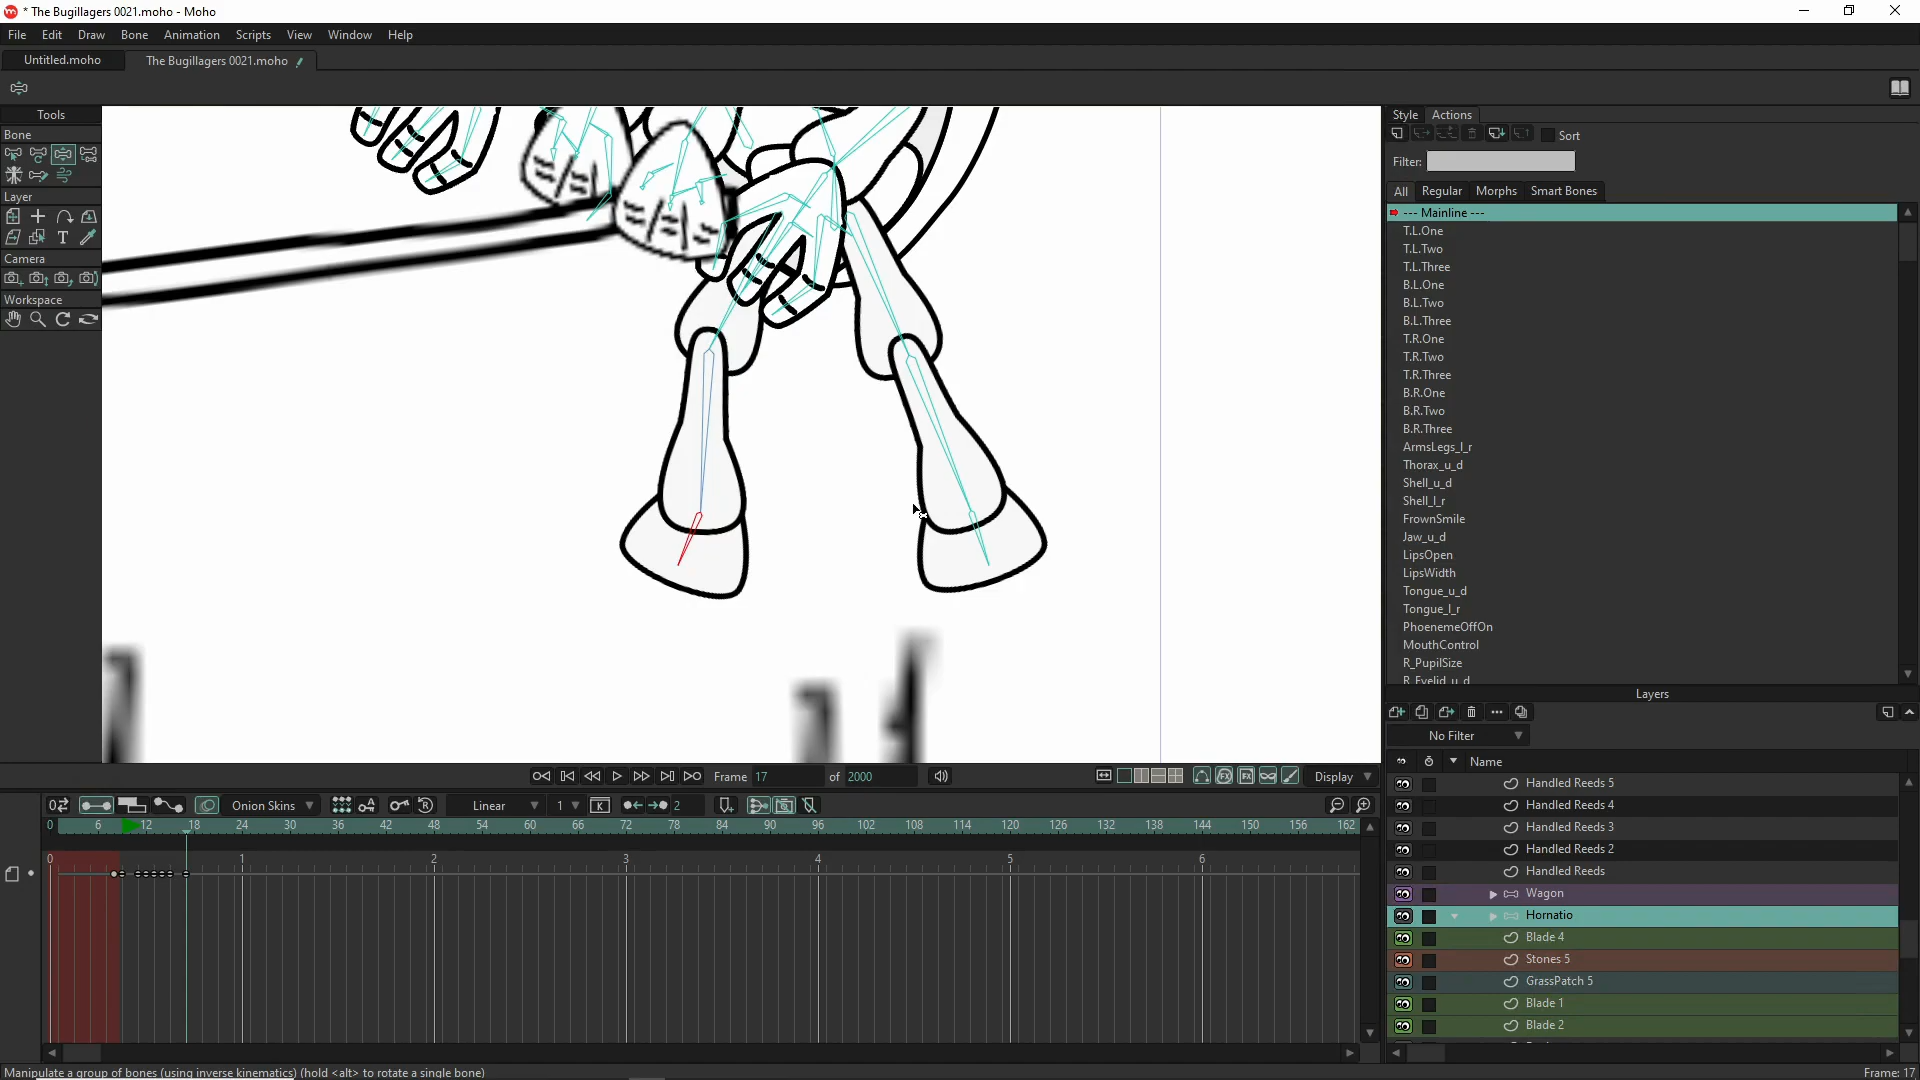 * The Bugillagers 0021.moho - Moho
File Edit Draw Bone Animation Scripts View Window Help
Untitled.moho The Bugillagers 0021.moho
Tools
Bone
Layer
Camera
Workspace
Style Actions
Sort
Filter:
All Regular Morphs Smart Bones
--- Mainline ---
T.L.One
T.L.Two
T.L.Three
B.L.One
B.L.Two
B.L.Three
T.R.One
T.R.Two
T.R.Three
B.R.One
B.R.Two
B.R.Three
ArmsLegs_l_r
Thorax_u_d
Shell_u_d
Shell_l_r
FrownSmile
Jaw_u_d
LipsOpen
LipsWidth
Tongue_u_d
Tongue_l_r
PhoenemeOffOn
MouthControl
R_PupilSize
R_Eyelid_u_d
Layers
No Filter
Name
Handled Reeds 5
Handled Reeds 4
Handled Reeds 3
Handled Reeds 2
Handled Reeds
Wagon
Hornatio
Blade 4
Stones 5
GrassPatch 5
Blade 1
Blade 2
Frame 17 of 2000
Display
Onion Skins Linear 1 K 2
0 6 12 18 24 30 36 42 48 54 60 66 72 78 84 90 96 102 108 114 120 126 132 138 144 150 156 162
0 1 2 3 4 5 6
Manipulate a group of bones (using inverse kinematics) (hold <alt> to rotate a single bone)
Frame: 17